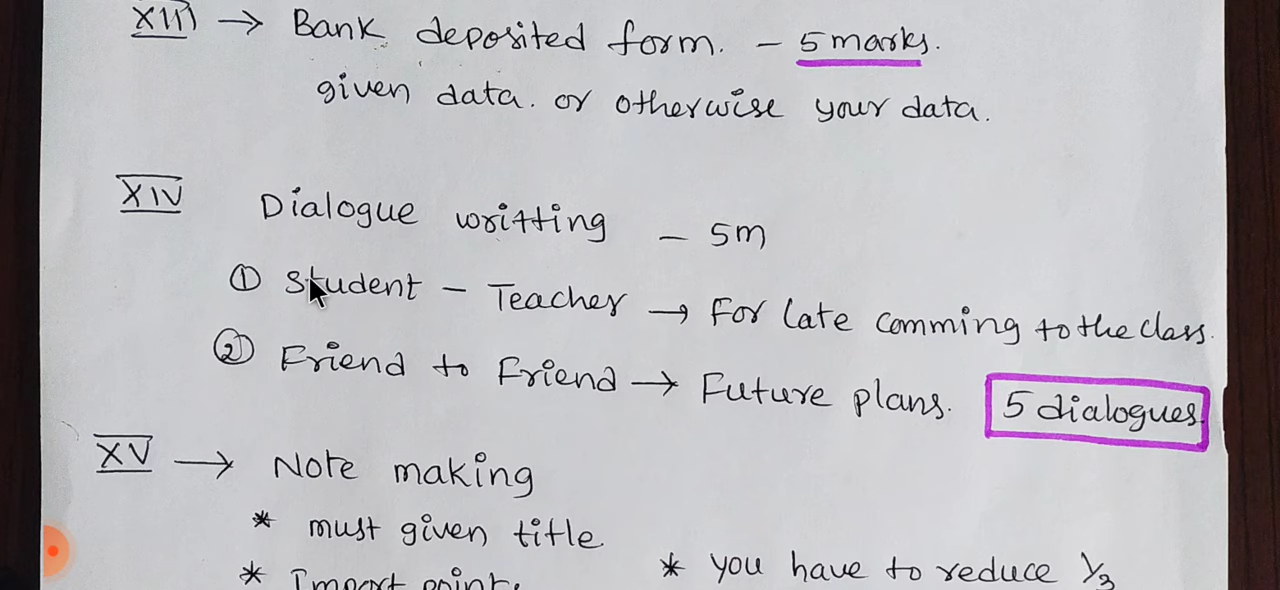 XIII → Bank deposited form. - 5 marks.
given data. or otherwise your data.
XIV Dialogue writting - 5m
① Student - Teacher → For late comming to the class.
② Friend to Friend → Future plans. 5 dialogues
XV → Note making
* must given title
* Import points
* you have to reduce 1/3